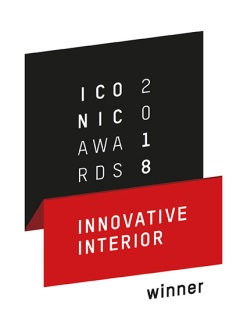 ICO 2
NIC 0
AWA 1
RDS 8
INNOVATIVE
INTERIOR
winner